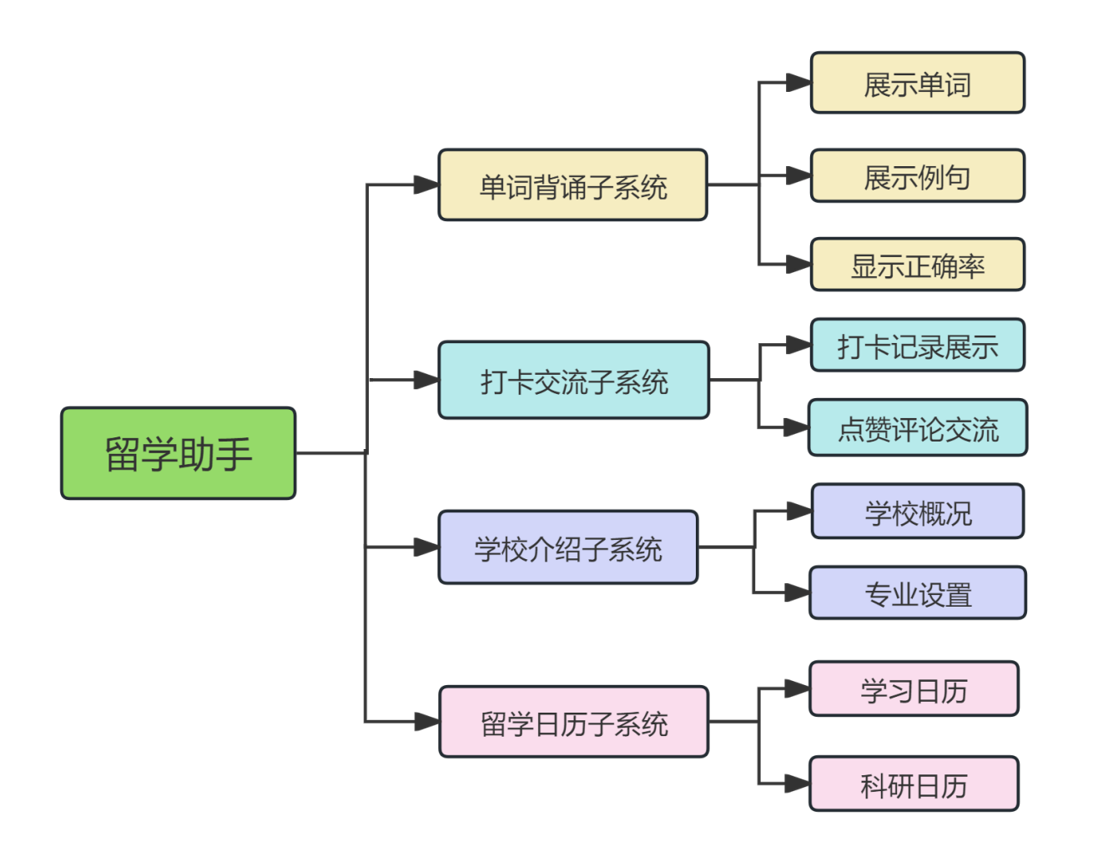 留学助手
单词背诵子系统
展示单词
展示例句
显示正确率
打卡交流子系统
打卡记录展示
点赞评论交流
学校介绍子系统
学校概况
专业设置
留学日历子系统
学习日历
科研日历